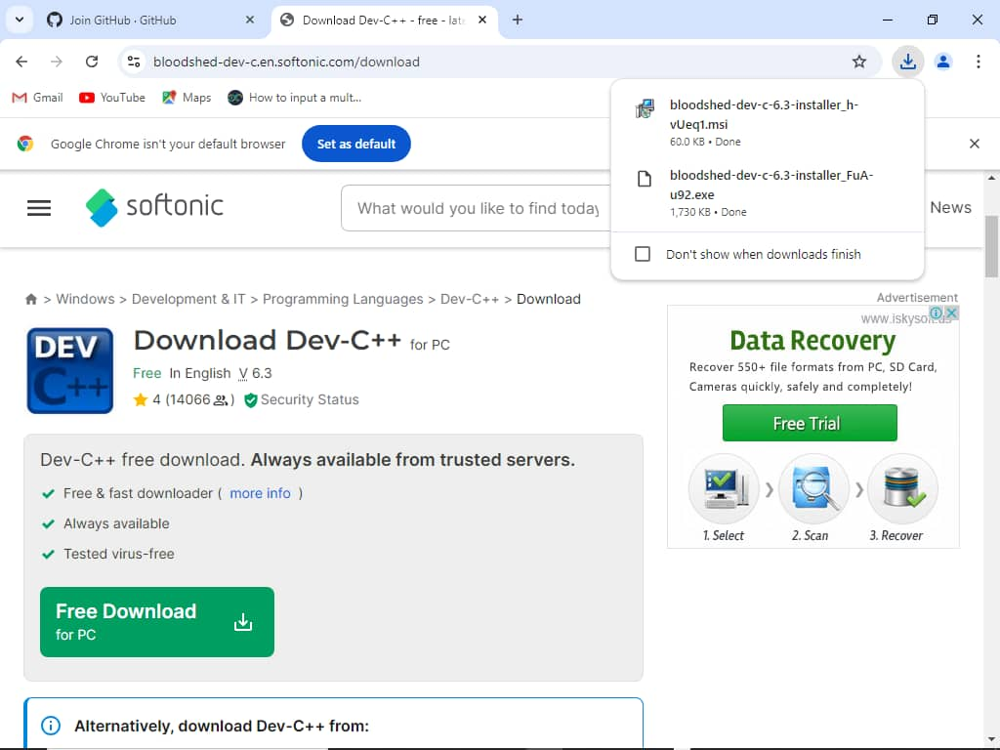 Join GitHub · GitHub
Download Dev-C++ - free - late
bloodshed-dev-c.en.softonic.com/download
Gmail
YouTube
Maps
How to input a mult...
Google Chrome isn't your default browser
Set as default
bloodshed-dev-c-6.3-installer_h-
vUeq1.msi
60.0 KB • Done
bloodshed-dev-c-6.3-installer_FuA-
u92.exe
1,730 KB • Done
Don't show when downloads finish
softonic
What would you like to find today
News
> Windows > Development & IT > Programming Languages > Dev-C++ > Download
DEV
C++
Download Dev-C++ for PC
Free In English V 6.3
4 (14066)
Security Status
Dev-C++ free download. Always available from trusted servers.
Free & fast downloader ( more info )
Always available
Tested virus-free
Free Download
for PC
Alternatively, download Dev-C++ from:
Advertisement
www.iskysoft.us
Data Recovery
Recover 550+ file formats from PC, SD Card,
Cameras quickly, safely and completely!
Free Trial
1. Select
2. Scan
3. Recover